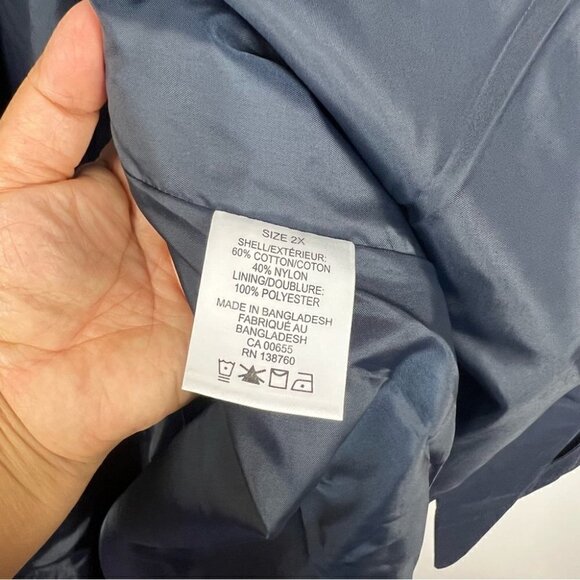 SIZE 2X
SHELL/EXTÉRIEUR:
60% COTTON/COTON
40% NYLON
LINING/DOUBLURE:
100% POLYESTER
MADE IN BANGLADESH
FABRIQUÉ AU
BANGLADESH
CA 00655
RN 138760